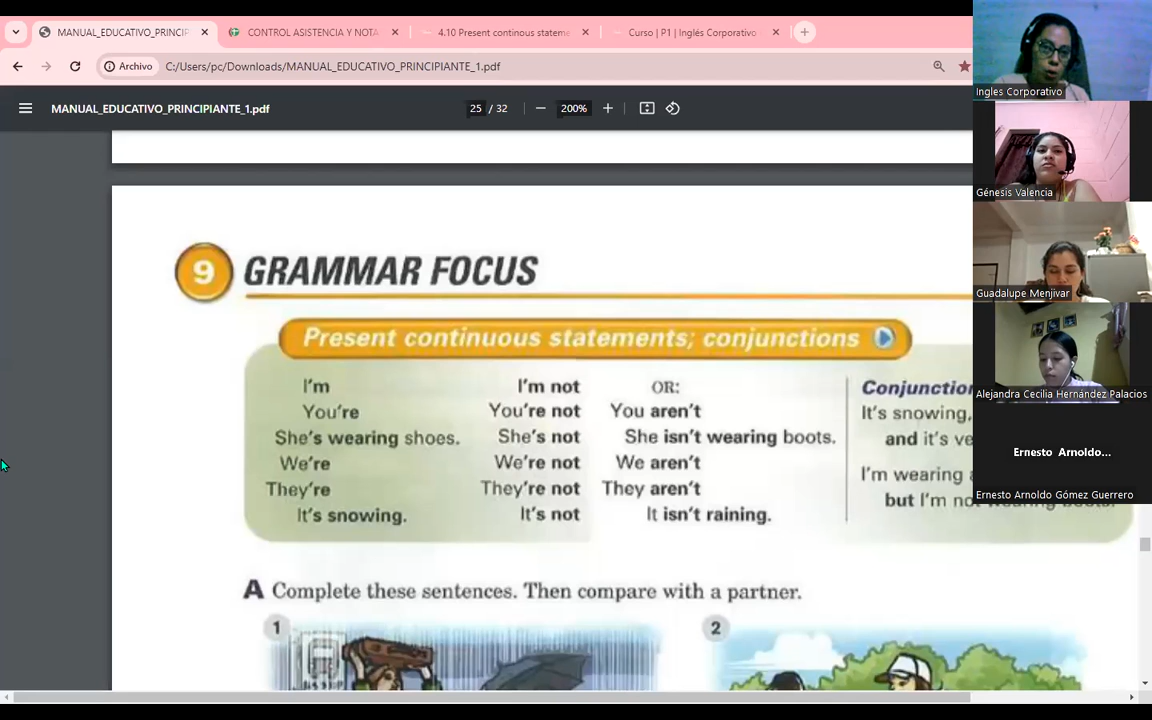 MANUAL_EDUCATIVO_PRINCIP
CONTROL ASISTENCIA Y NOTA
4.10 Present continous stateme
Curso | P1 | Inglés Corporativo
Archivo
C:/Users/pc/Downloads/MANUAL_EDUCATIVO_PRINCIPIANTE_1.pdf
MANUAL_EDUCATIVO_PRINCIPIANTE_1.pdf
25 / 32
200%
9 GRAMMAR FOCUS
Present continuous statements; conjunctions
I'm I'm not OR:
You're You're not You aren't
She's wearing shoes. She's not She isn't wearing boots.
We're We're not We aren't
They're They're not They aren't
It's snowing. It's not It isn't raining.
Conjunction
It's snowing,
and it's ve
I'm wearing a
but I'm not wearing boots.
A Complete these sentences. Then compare with a partner.
1
2
Ingles Corporativo
Génesis Valencia
Guadalupe Menjivar
Alejandra Cecilia Hernández Palacios
Ernesto Arnoldo...
Ernesto Arnoldo Gómez Guerrero